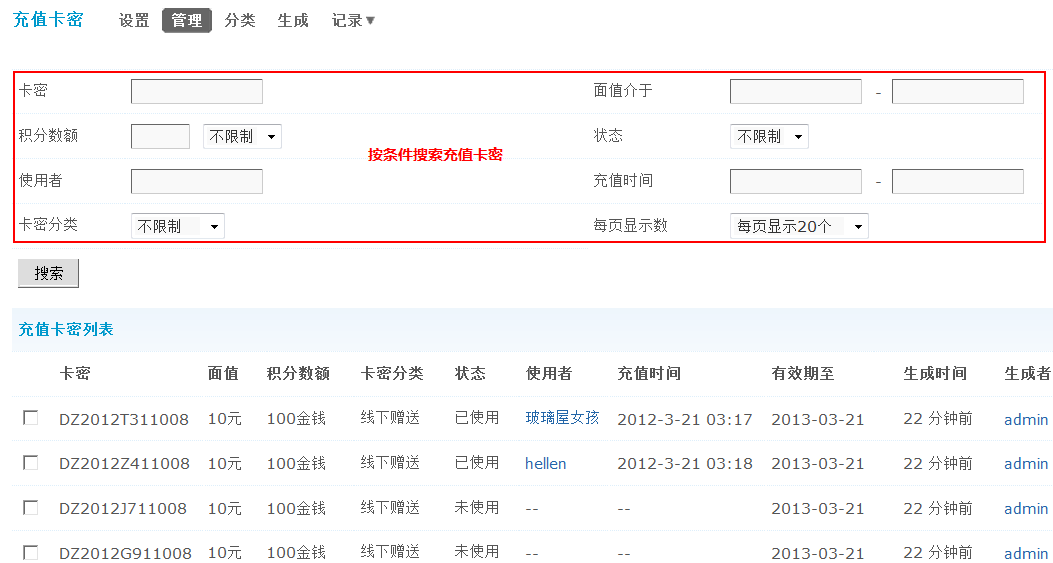 充值卡密 设置 管理 分类 生成 记录▼
卡密 面值介于 -
积分数额 不限制 状态 不限制
按条件搜索充值卡密
使用者 充值时间 -
卡密分类 不限制 每页显示数 每页显示20个
搜索
充值卡密列表
卡密 面值 积分数额 卡密分类 状态 使用者 充值时间 有效期至 生成时间 生成者
DZ2012T311008 10元 100金钱 线下赠送 已使用 玻璃屋女孩 2012-3-21 03:17 2013-03-21 22 分钟前 admin
DZ2012Z411008 10元 100金钱 线下赠送 已使用 hellen 2012-3-21 03:18 2013-03-21 22 分钟前 admin
DZ2012J711008 10元 100金钱 线下赠送 未使用 -- -- 2013-03-21 22 分钟前 admin
DZ2012G911008 10元 100金钱 线下赠送 未使用 -- -- 2013-03-21 22 分钟前 admin